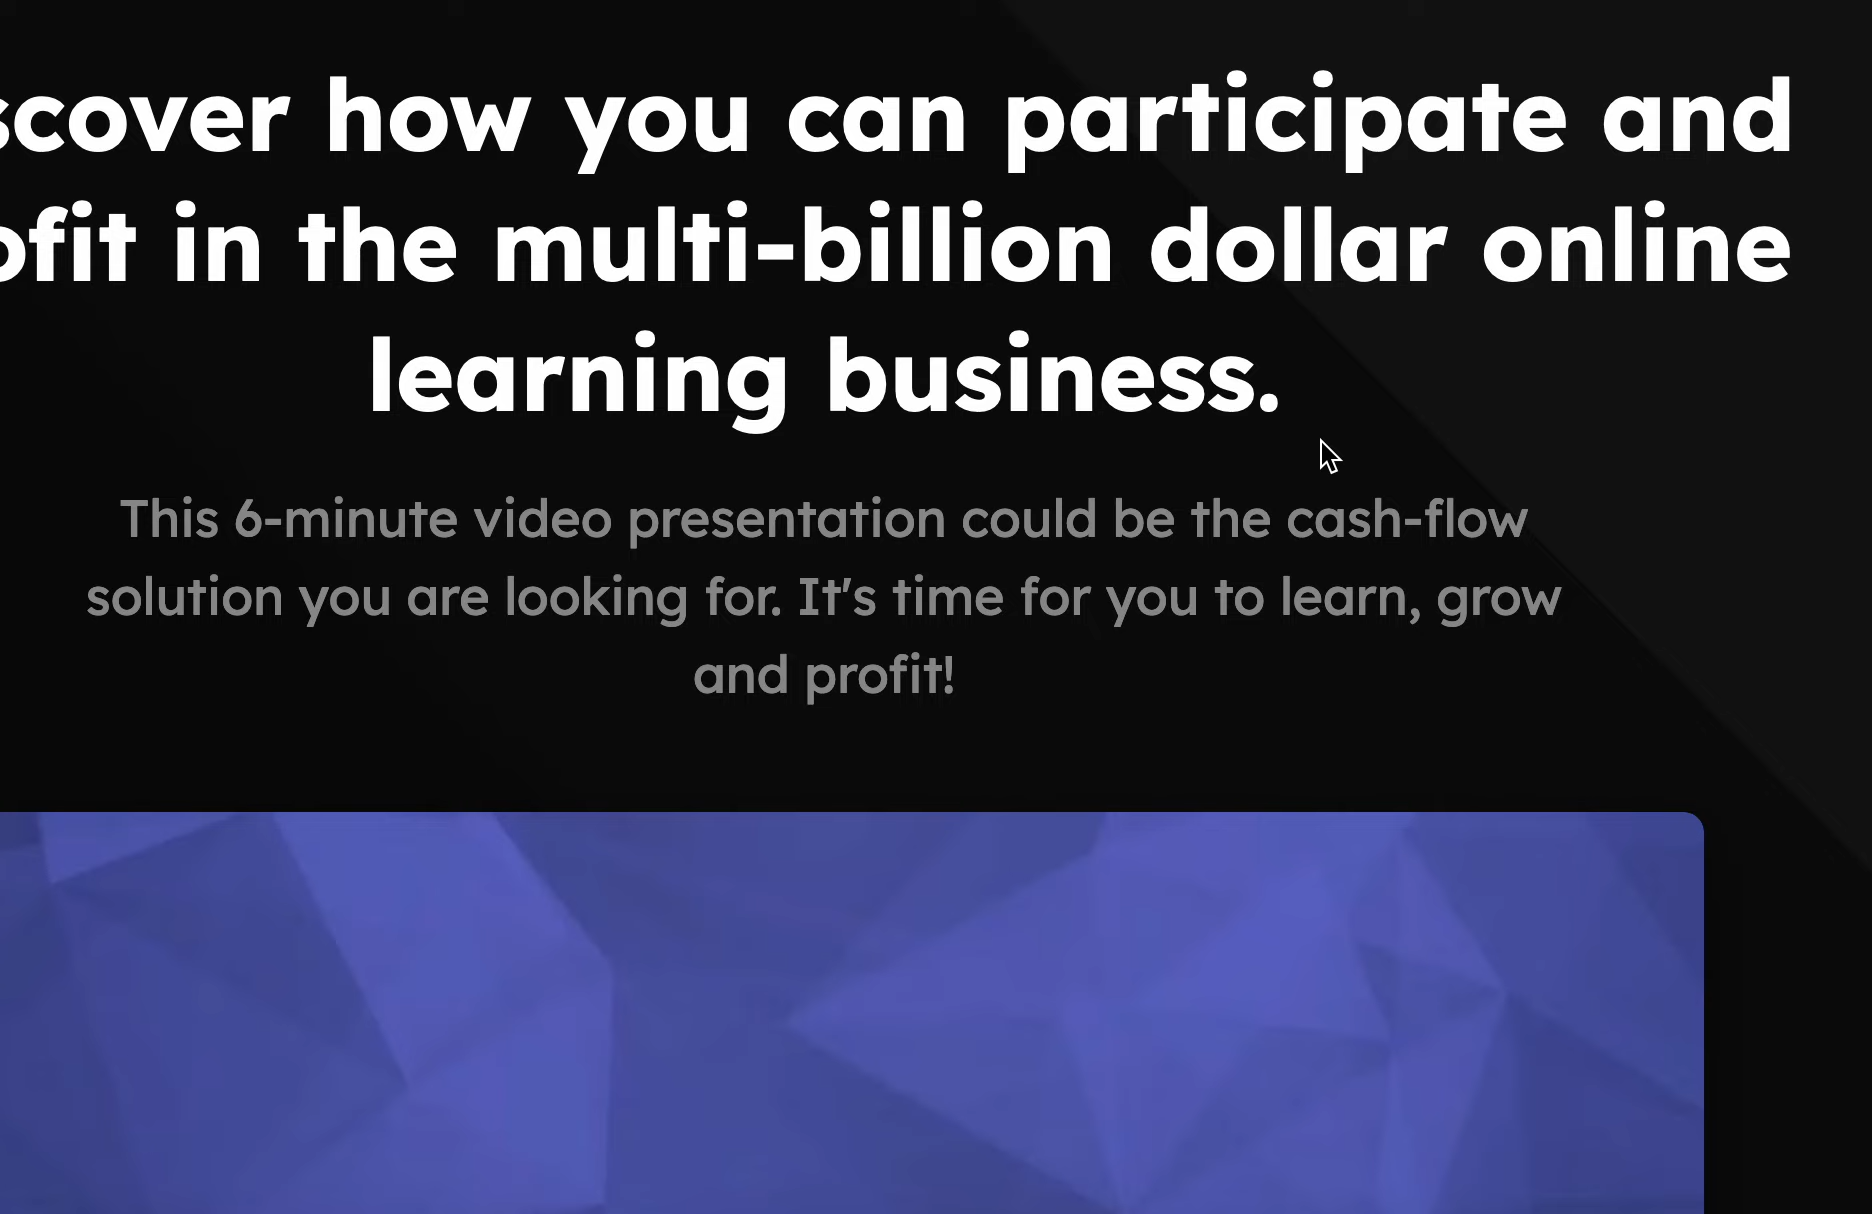 scover how you can participate and
ofit in the multi-billion dollar online
learning business.
This 6-minute video presentation could be the cash-flow
solution you are looking for. It's time for you to learn, grow
and profit!